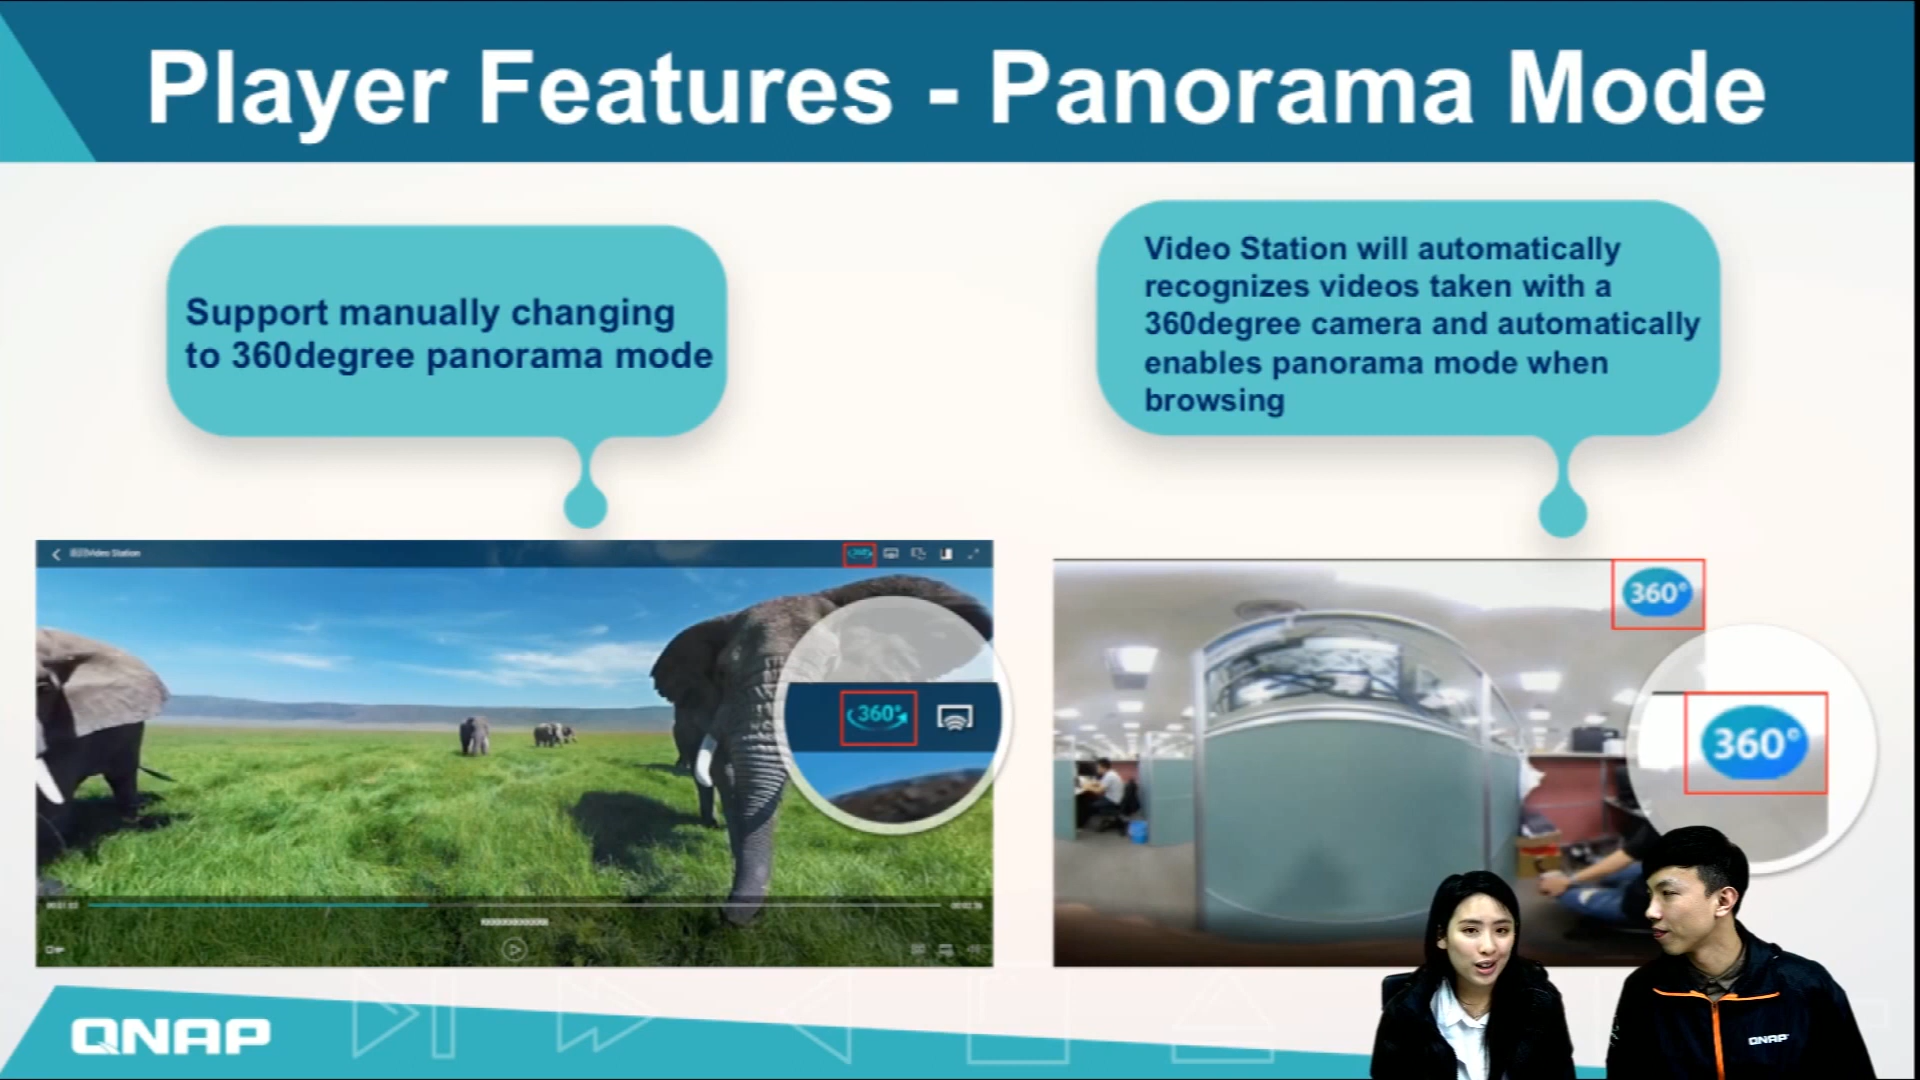 Player Features - Panorama Mode
Support manually changing
to 360degree panorama mode
Video Station will automatically
recognizes videos taken with a
360degree camera and automatically
enables panorama mode when
browsing
Video Station
360°
360°
360°
360°
QNAP
QNAP